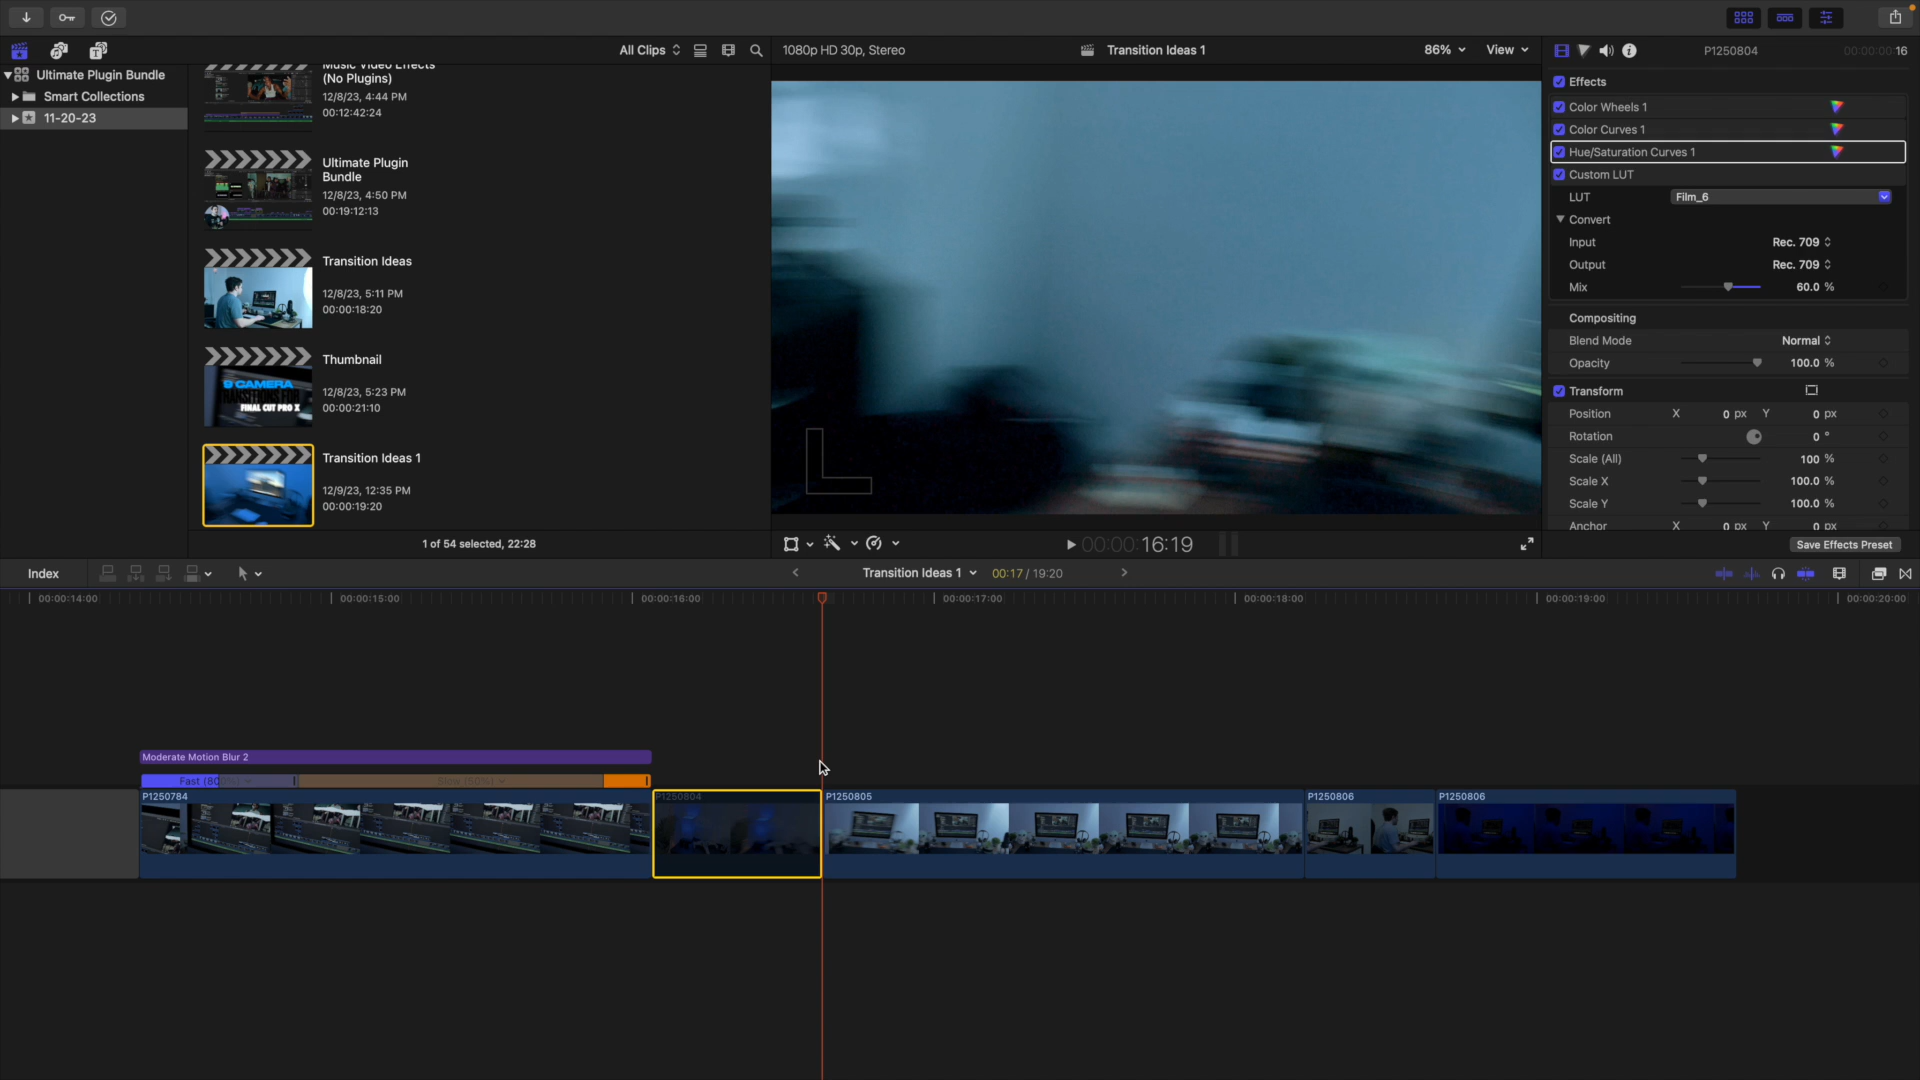 All Clips
1080p HD 30p, Stereo
Transition Ideas 1
86%
View
P1250804
00:00:00:16
Ultimate Plugin Bundle
Smart Collections
11-20-23
Music Video Effects
(No Plugins)
12/8/23, 4:44 PM
00:12:42:24
Ultimate Plugin
Bundle
12/8/23, 4:50 PM
00:19:12:13
Transition Ideas
12/8/23, 5:11 PM
00:00:18:20
Thumbnail
12/8/23, 5:23 PM
00:00:21:10
9 CAMERA
TRANSITIONS FOR
FINAL CUT PRO X
Transition Ideas 1
12/9/23, 12:35 PM
00:00:19:20
1 of 54 selected, 22:28
00:00:16:19
Effects
Color Wheels 1
Color Curves 1
Hue/Saturation Curves 1
Custom LUT
LUT Film_6
Convert
Input Rec. 709
Output Rec. 709
Mix 60.0 %
Compositing
Blend Mode Normal
Opacity 100.0 %
Transform
Position X 0 px Y 0 px
Rotation 0 °
Scale (All) 100 %
Scale X 100.0 %
Scale Y 100.0 %
Anchor X 0 px Y 0 px
Save Effects Preset
Index
Transition Ideas 1
00:17 / 19:20
00:00:14:00
00:00:15:00
00:00:16:00
00:00:17:00
00:00:18:00
00:00:19:00
00:00:20:00
Moderate Motion Blur 2
Fast (800%)
Slow (50%)
P1250784
P1250804
P1250805
P1250806
P1250806